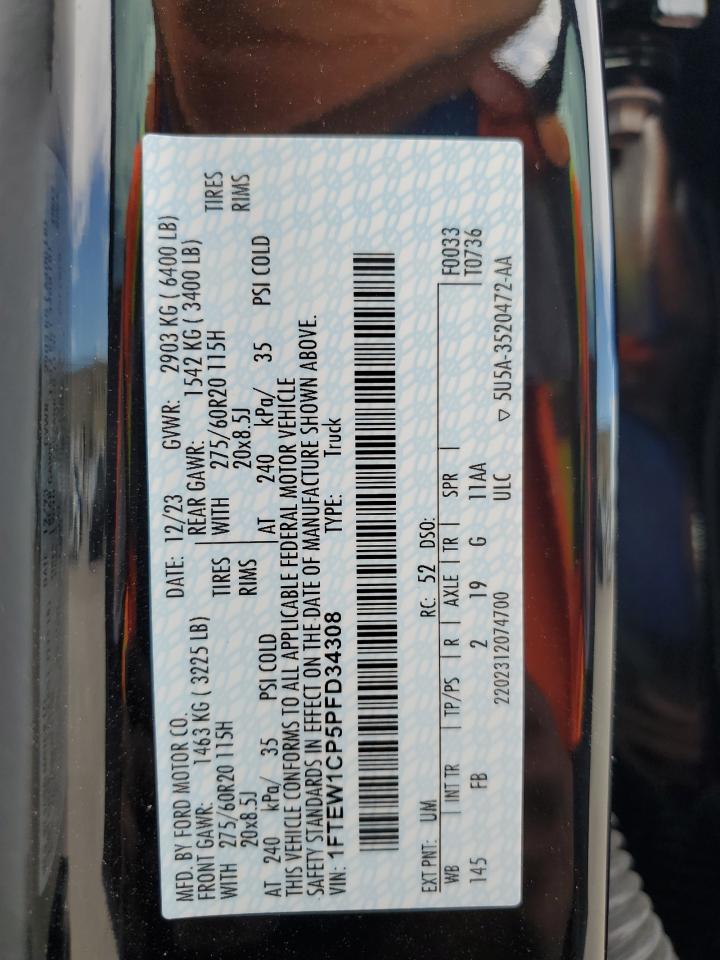 MFD. BY FORD MOTOR CO. DATE: 12/23 GVWR: 2903 KG ( 6400 LB)
FRONT GAWR: 1463 KG ( 3225 LB) REAR GAWR: 1542 KG ( 3400 LB)
WITH 275/60R20 115H TIRES WITH 275/60R20 115H TIRES
20x8.5J RIMS 20x8.5J RIMS
AT 240 kPa/ 35 PSI COLD AT 240 kPa/ 35 PSI COLD
THIS VEHICLE CONFORMS TO ALL APPLICABLE FEDERAL MOTOR VEHICLE
SAFETY STANDARDS IN EFFECT ON THE DATE OF MANUFACTURE SHOWN ABOVE.
VIN: 1FTEW1CP5PFD34308 TYPE: Truck
EXT PNT: UM RC: 52 DSO:
WB INT TR TP/PS R AXLE TR SPR F0033
145 FB 2 19 G 11AA T0736
2202312074700 ULC ▽ 5U5A-3520472-AA